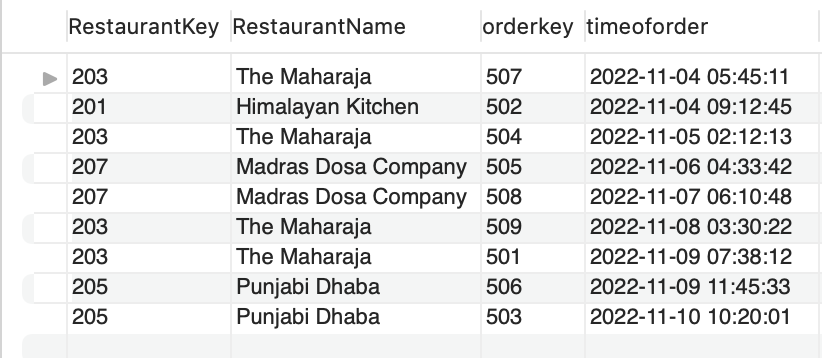 RestaurantKey RestaurantName orderkey timeoforder
203 The Maharaja 507 2022-11-04 05:45:11
201 Himalayan Kitchen 502 2022-11-04 09:12:45
203 The Maharaja 504 2022-11-05 02:12:13
207 Madras Dosa Company 505 2022-11-06 04:33:42
207 Madras Dosa Company 508 2022-11-07 06:10:48
203 The Maharaja 509 2022-11-08 03:30:22
203 The Maharaja 501 2022-11-09 07:38:12
205 Punjabi Dhaba 506 2022-11-09 11:45:33
205 Punjabi Dhaba 503 2022-11-10 10:20:01